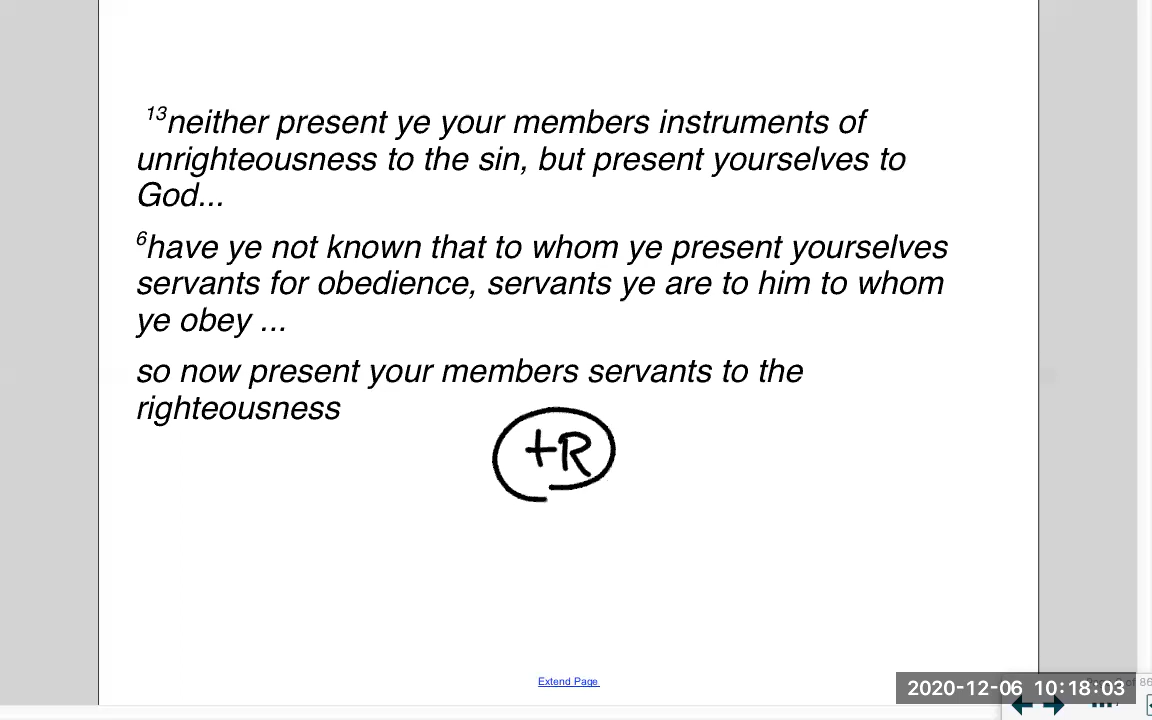 13neither present ye your members instruments of
unrighteousness to the sin, but present yourselves to
God...
6have ye not known that to whom ye present yourselves
servants for obedience, servants ye are to him to whom
ye obey ...
so now present your members servants to the
righteousness
+R
Extend Page
2020-12-06 10:18:03
86